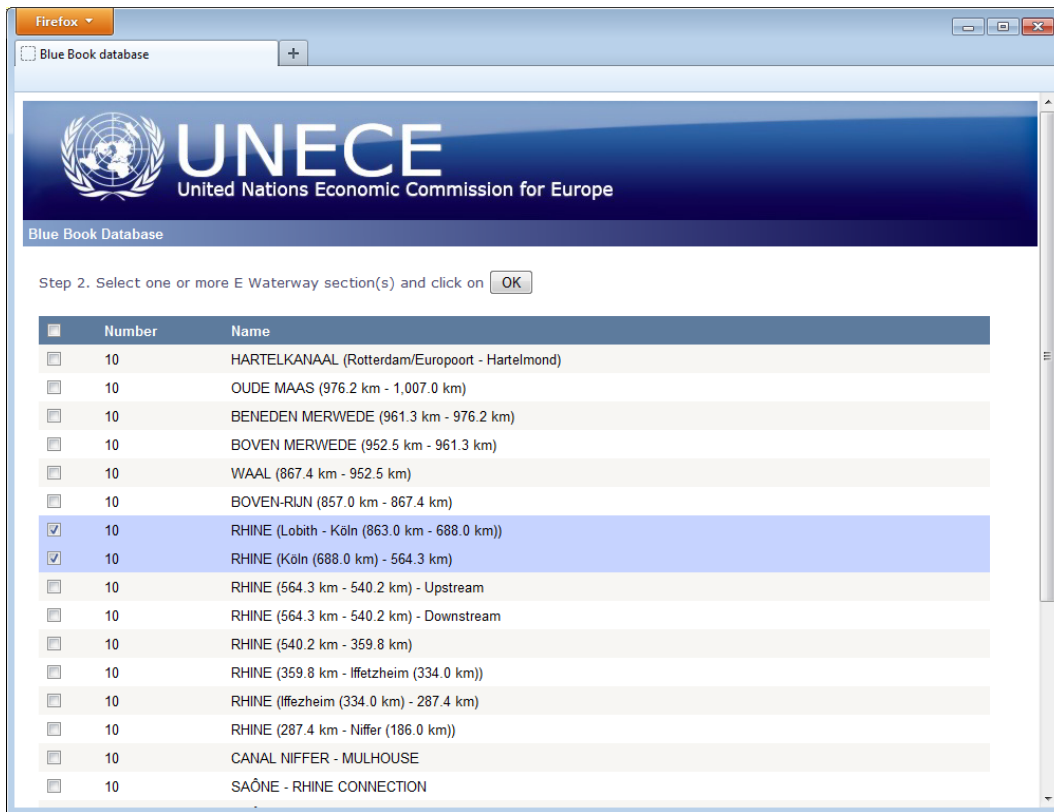 Firefox
Blue Book database
UNECE
United Nations Economic Commission for Europe
Blue Book Database
Step 2. Select one or more E Waterway section(s) and click on OK
Number Name
10 HARTELKANAAL (Rotterdam/Europoort - Hartelmond)
10 OUDE MAAS (976.2 km - 1,007.0 km)
10 BENEDEN MERWEDE (961.3 km - 976.2 km)
10 BOVEN MERWEDE (952.5 km - 961.3 km)
10 WAAL (867.4 km - 952.5 km)
10 BOVEN-RIJN (857.0 km - 867.4 km)
10 RHINE (Lobith - Köln (863.0 km - 688.0 km))
10 RHINE (Köln (688.0 km) - 564.3 km)
10 RHINE (564.3 km - 540.2 km) - Upstream
10 RHINE (564.3 km - 540.2 km) - Downstream
10 RHINE (540.2 km - 359.8 km)
10 RHINE (359.8 km - Iffetzheim (334.0 km))
10 RHINE (Iffezheim (334.0 km) - 287.4 km)
10 RHINE (287.4 km - Niffer (186.0 km))
10 CANAL NIFFER - MULHOUSE
10 SAÔNE - RHINE CONNECTION